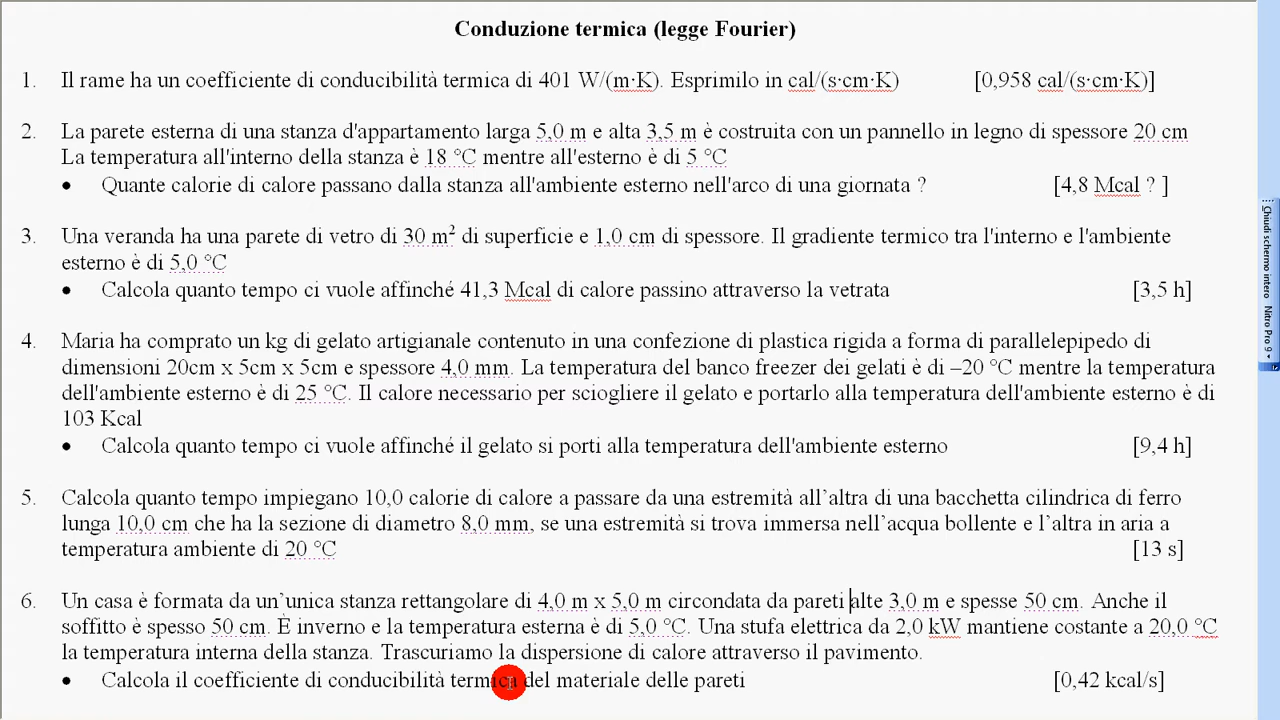 Conduzione termica (legge Fourier)
1. Il rame ha un coefficiente di conducibilità termica di 401 W/(m·K). Esprimilo in cal/(s·cm·K) [0,958 cal/(s·cm·K)]
2. La parete esterna di una stanza d'appartamento larga 5,0 m e alta 3,5 m è costruita con un pannello in legno di spessore 20 cm
La temperatura all'interno della stanza è 18 °C mentre all'esterno è di 5 °C
• Quante calorie di calore passano dalla stanza all'ambiente esterno nell'arco di una giornata ? [4,8 Mcal ? ]
3. Una veranda ha una parete di vetro di 30 m² di superficie e 1,0 cm di spessore. Il gradiente termico tra l'interno e l'ambiente
esterno è di 5,0 °C
• Calcola quanto tempo ci vuole affinché 41,3 Mcal di calore passino attraverso la vetrata [3,5 h]
4. Maria ha comprato un kg di gelato artigianale contenuto in una confezione di plastica rigida a forma di parallelepipedo di
dimensioni 20cm x 5cm x 5cm e spessore 4,0 mm. La temperatura del banco freezer dei gelati è di –20 °C mentre la temperatura
dell'ambiente esterno è di 25 °C. Il calore necessario per sciogliere il gelato e portarlo alla temperatura dell'ambiente esterno è di
103 Kcal
• Calcola quanto tempo ci vuole affinché il gelato si porti alla temperatura dell'ambiente esterno [9,4 h]
5. Calcola quanto tempo impiegano 10,0 calorie di calore a passare da una estremità all’altra di una bacchetta cilindrica di ferro
lunga 10,0 cm che ha la sezione di diametro 8,0 mm, se una estremità si trova immersa nell’acqua bollente e l’altra in aria a
temperatura ambiente di 20 °C [13 s]
6. Un casa è formata da un’unica stanza rettangolare di 4,0 m x 5,0 m circondata da pareti alte 3,0 m e spesse 50 cm. Anche il
soffitto è spesso 50 cm. È inverno e la temperatura esterna è di 5,0 °C. Una stufa elettrica da 2,0 kW mantiene costante a 20,0 °C
la temperatura interna della stanza. Trascuriamo la dispersione di calore attraverso il pavimento.
• Calcola il coefficiente di conducibilità termica del materiale delle pareti [0,42 kcal/s]
Chiudi schermo intero Nitro Pro 9